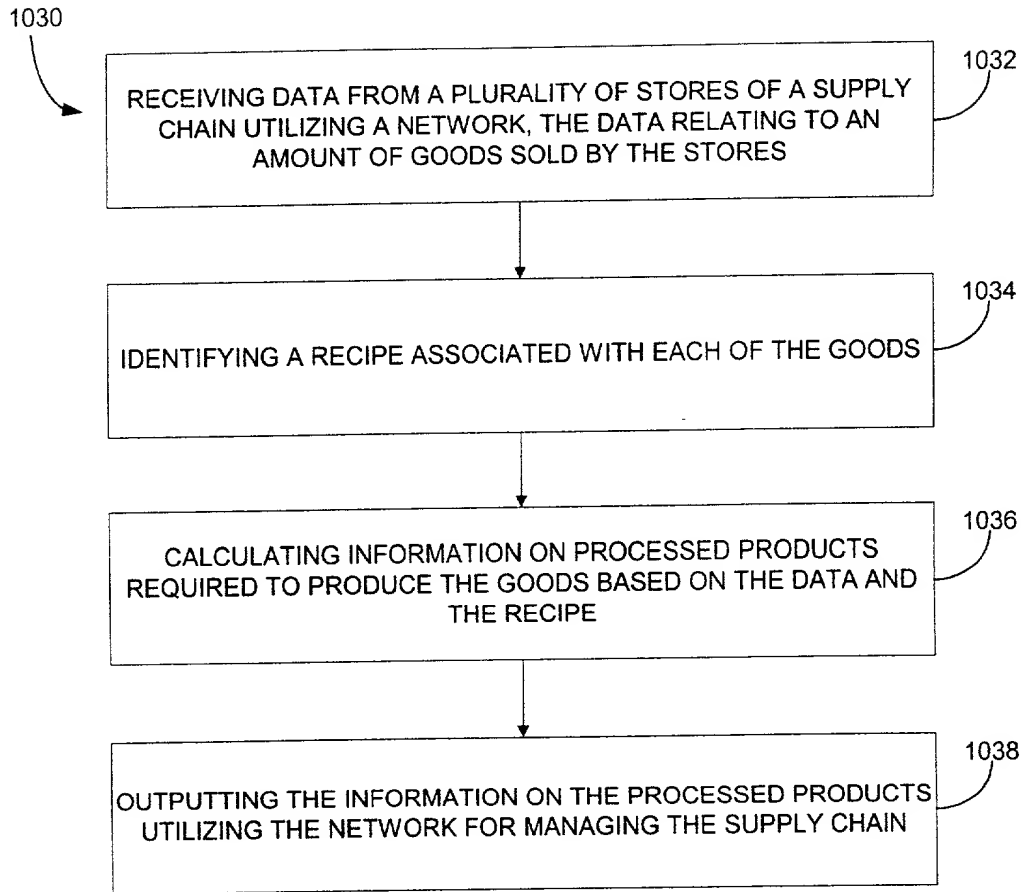 1030
1032
RECEIVING DATA FROM A PLURALITY OF STORES OF A SUPPLY
CHAIN UTILIZING A NETWORK, THE DATA RELATING TO AN
AMOUNT OF GOODS SOLD BY THE STORES
1034
IDENTIFYING A RECIPE ASSOCIATED WITH EACH OF THE GOODS
1036
CALCULATING INFORMATION ON PROCESSED PRODUCTS
REQUIRED TO PRODUCE THE GOODS BASED ON THE DATA AND
THE RECIPE
1038
OUTPUTTING THE INFORMATION ON THE PROCESSED PRODUCTS
UTILIZING THE NETWORK FOR MANAGING THE SUPPLY CHAIN